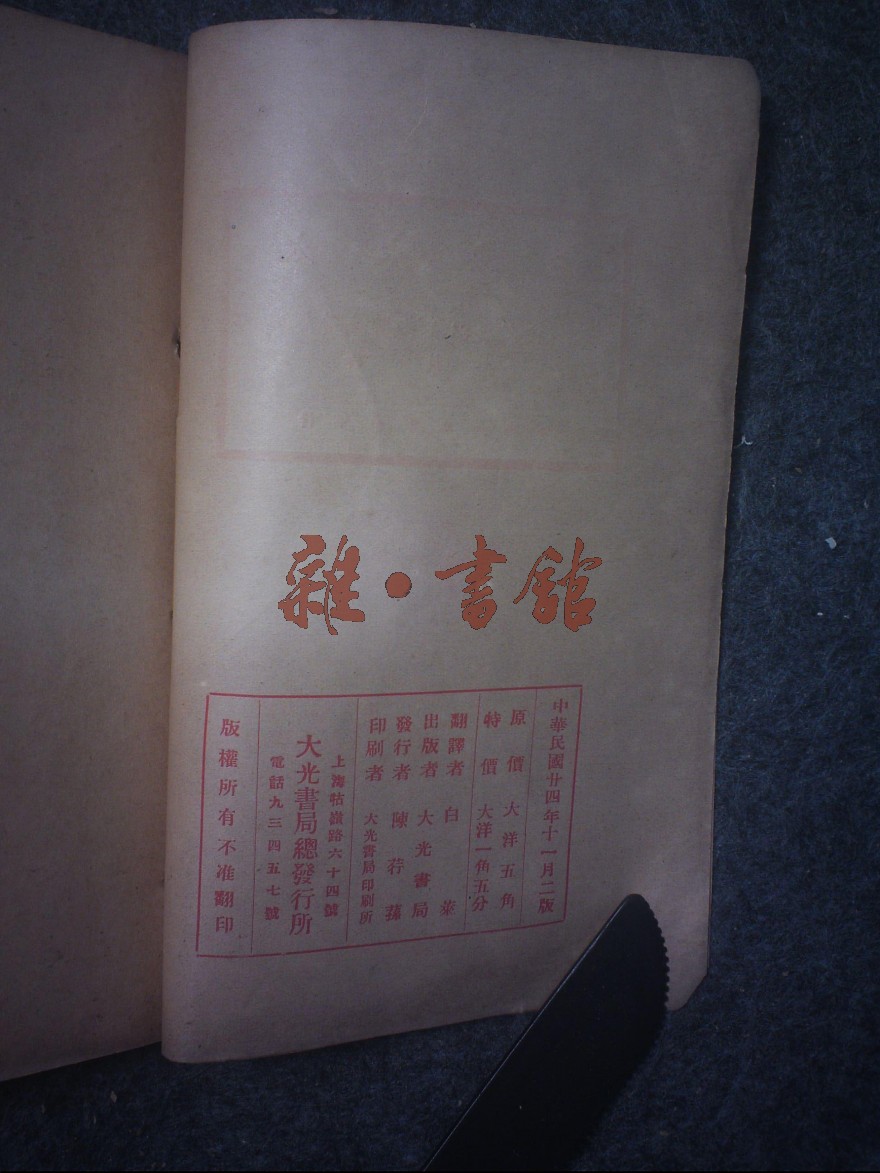 雜·書館
中華民國廿四年十一月二版
原價 大洋五角
特價 大洋一角五分
翻譯者 白萊
出版者 大光書局
發行者 陳荇蓀
印刷者 大光書局印刷所
上海牯嶺路六十四號
大光書局總發行所
電話九三四五七號
版權所有不准翻印